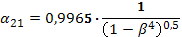 α₂₁ = 0,9965 · 1 / (1 − β⁴)^0,5